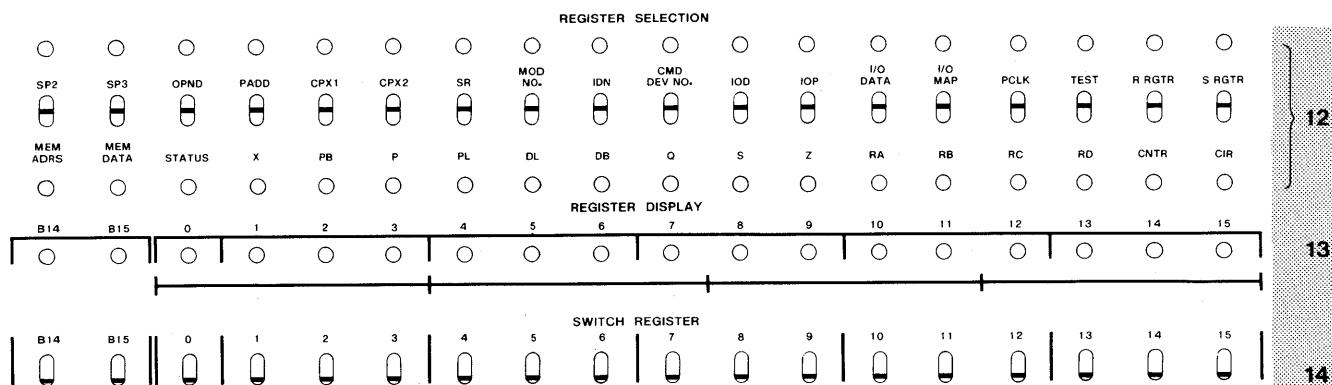 REGISTER SELECTION
SP2 SP3 OPND PADD CPX1 CPX2 SR MOD NO. IDN CMD DEV NO. IOD IOP I/O DATA I/O MAP PCLK TEST R RGTR S RGTR
12
MEM ADRS MEM DATA STATUS X PB P PL DL DB Q S Z RA RB RC RD CNTR CIR
REGISTER DISPLAY
B14 B15 0 1 2 3 4 5 6 7 8 9 10 11 12 13 14 15
13
SWITCH REGISTER
B14 B15 0 1 2 3 4 5 6 7 8 9 10 11 12 13 14 15
14